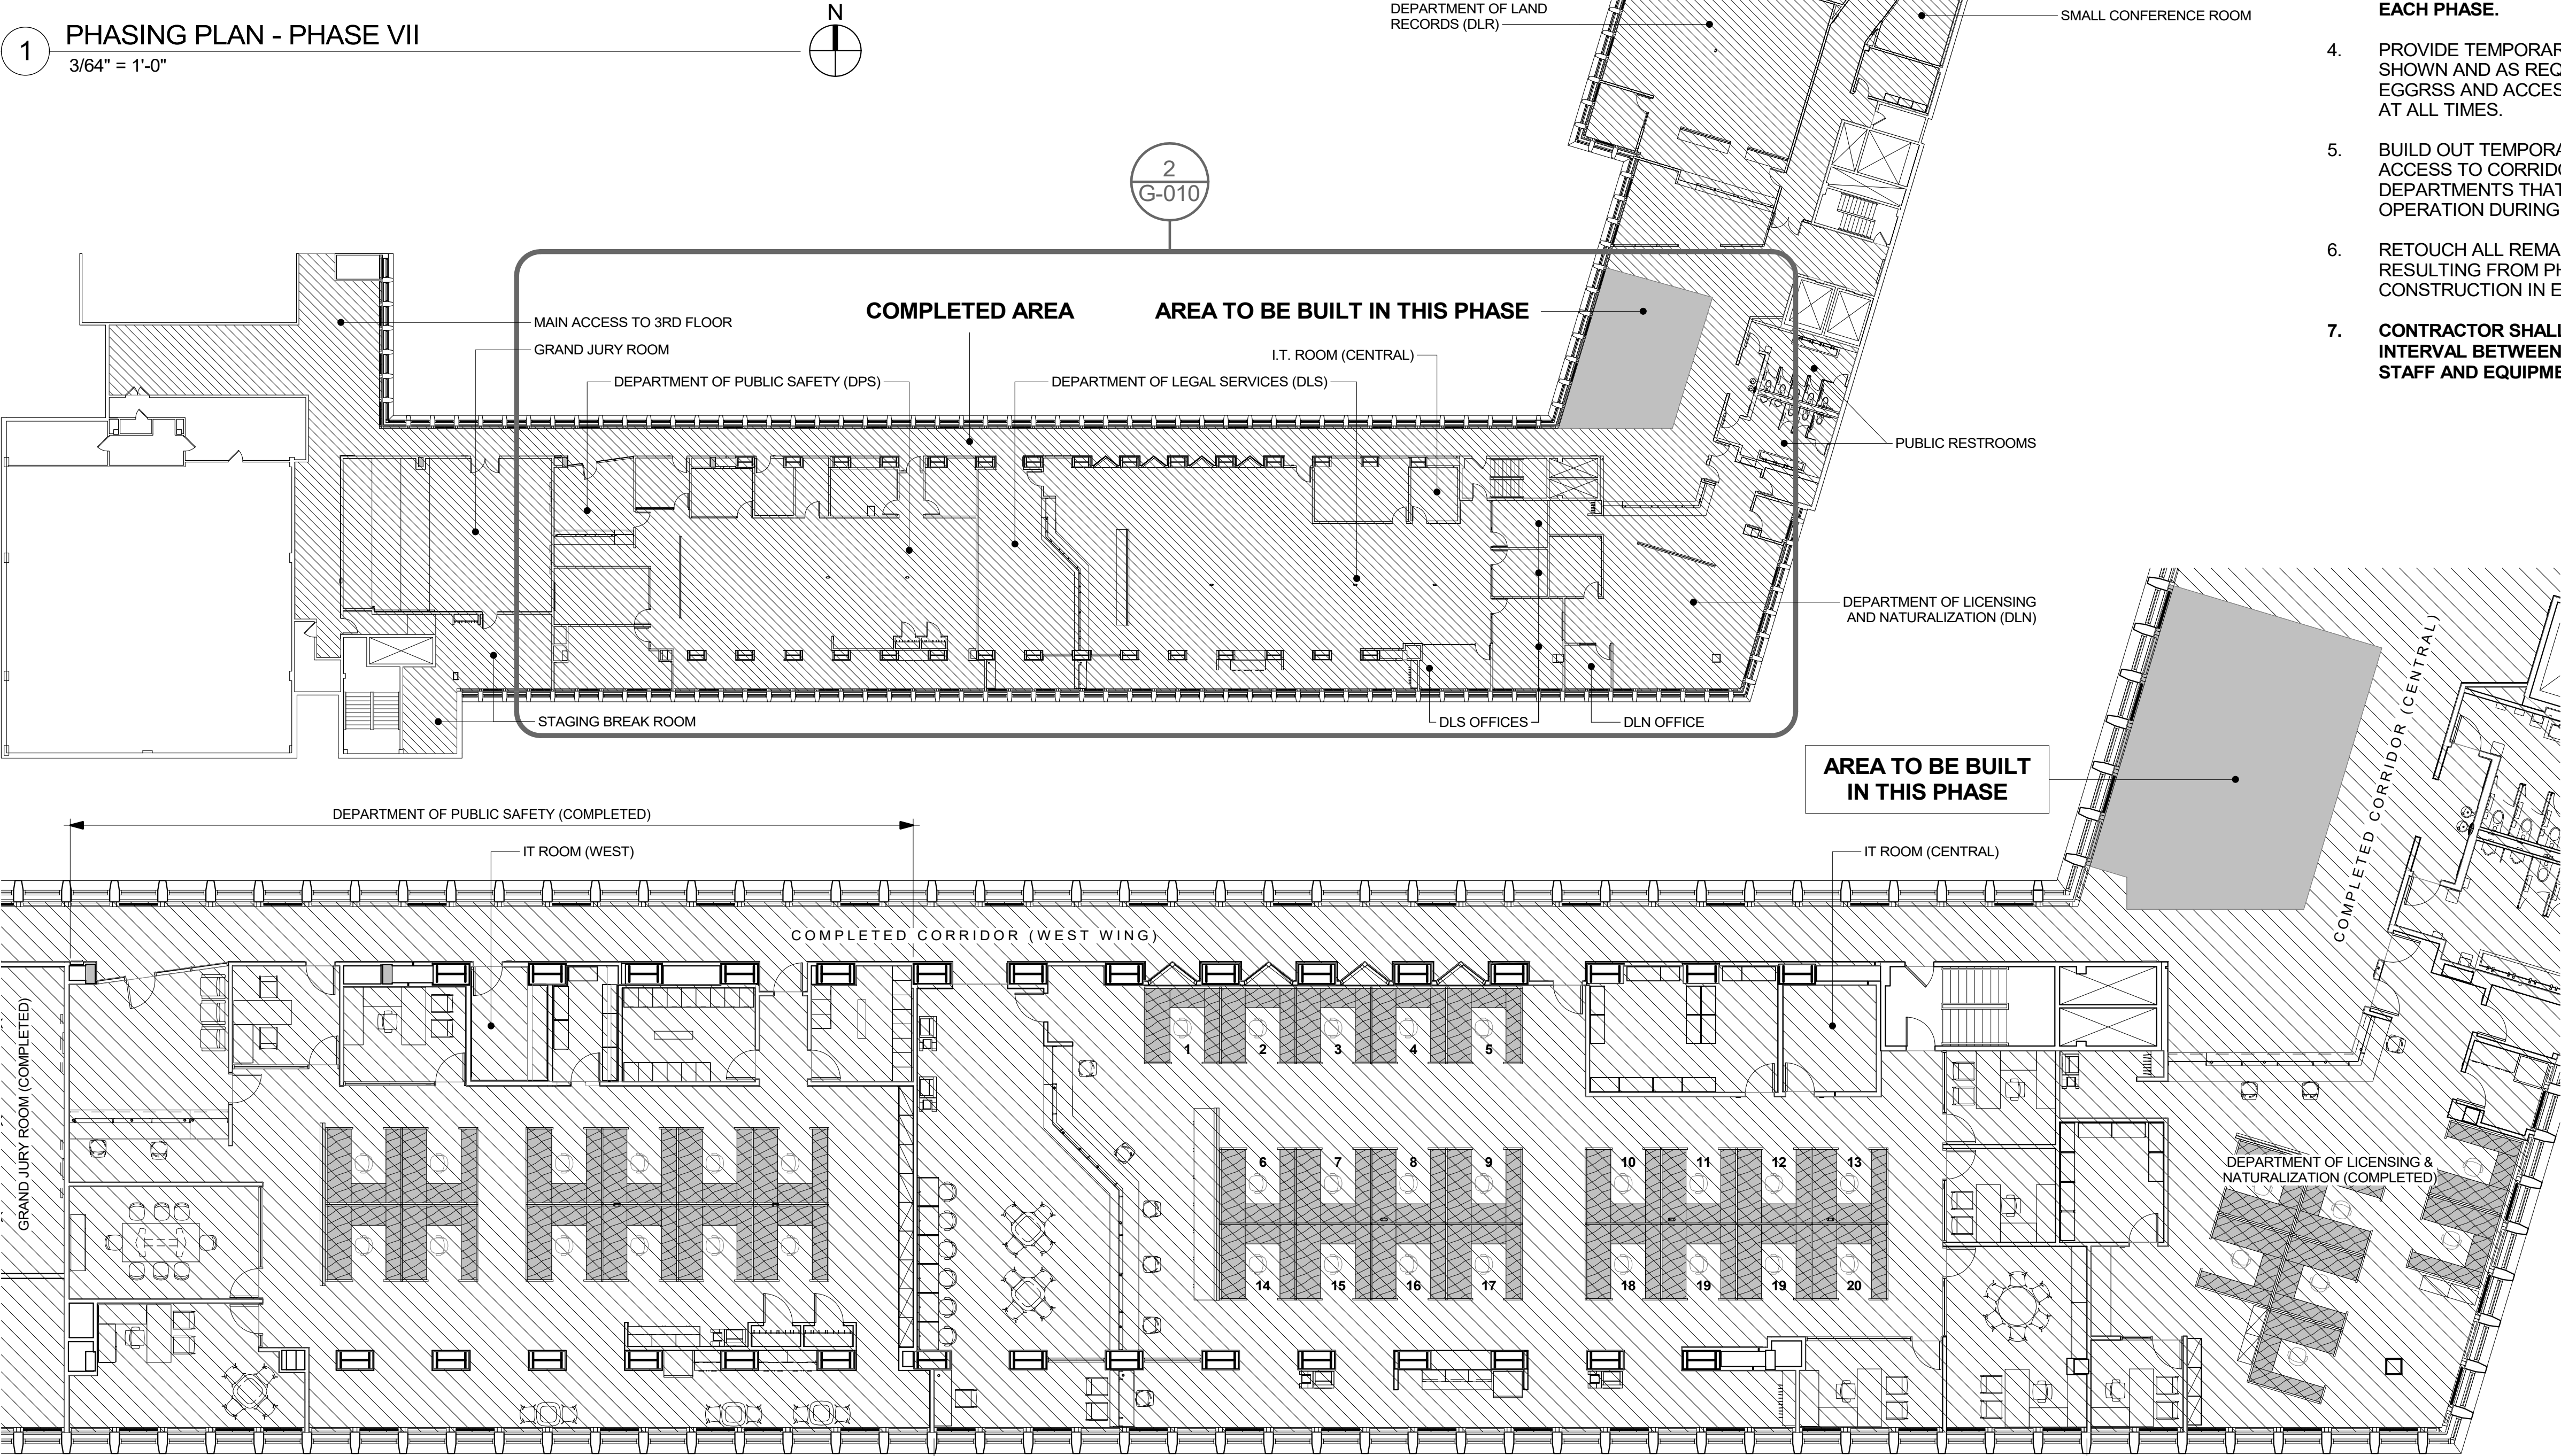 1
PHASING PLAN - PHASE VII
3/64" = 1'-0"
N
DEPARTMENT OF LAND
RECORDS (DLR)
SMALL CONFERENCE ROOM
EACH PHASE.
4. PROVIDE TEMPORAR
SHOWN AND AS REQ
EGGRSS AND ACCES
AT ALL TIMES.
5. BUILD OUT TEMPORA
ACCESS TO CORRIDO
DEPARTMENTS THAT
OPERATION DURING
6. RETOUCH ALL REMA
RESULTING FROM PH
CONSTRUCTION IN E
7. CONTRACTOR SHALL
INTERVAL BETWEEN
STAFF AND EQUIPME
2
G-010
COMPLETED AREA
AREA TO BE BUILT IN THIS PHASE
MAIN ACCESS TO 3RD FLOOR
GRAND JURY ROOM
I.T. ROOM (CENTRAL)
DEPARTMENT OF PUBLIC SAFETY (DPS)
DEPARTMENT OF LEGAL SERVICES (DLS)
PUBLIC RESTROOMS
DEPARTMENT OF LICENSING
AND NATURALIZATION (DLN)
STAGING BREAK ROOM
DLS OFFICES
DLN OFFICE
AREA TO BE BUILT
IN THIS PHASE
DEPARTMENT OF PUBLIC SAFETY (COMPLETED)
IT ROOM (WEST)
IT ROOM (CENTRAL)
COMPLETED CORRIDOR (CENTRAL)
COMPLETED CORRIDOR (WEST WING)
GRAND JURY ROOM (COMPLETED)
1 2 3 4 5
6 7 8 9 10 11 12 13
DEPARTMENT OF LICENSING &
NATURALIZATION (COMPLETED)
14 15 16 17 18 19 19 20